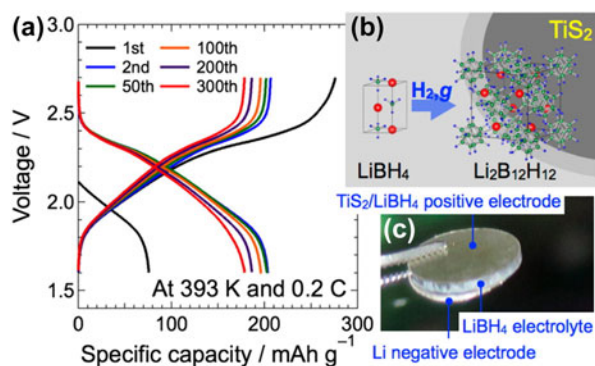 (a)
3.0
2.5
2.0
1.5
Voltage / V
1st
2nd
50th
100th
200th
300th
At 393 K and 0.2 C
0
100
200
300
Specific capacity / mAh g⁻¹
(b)
TiS₂
H₂,g
LiBH₄
Li₂B₁₂H₁₂
TiS₂/LiBH₄ positive electrode
(c)
LiBH₄ electrolyte
Li negative electrode